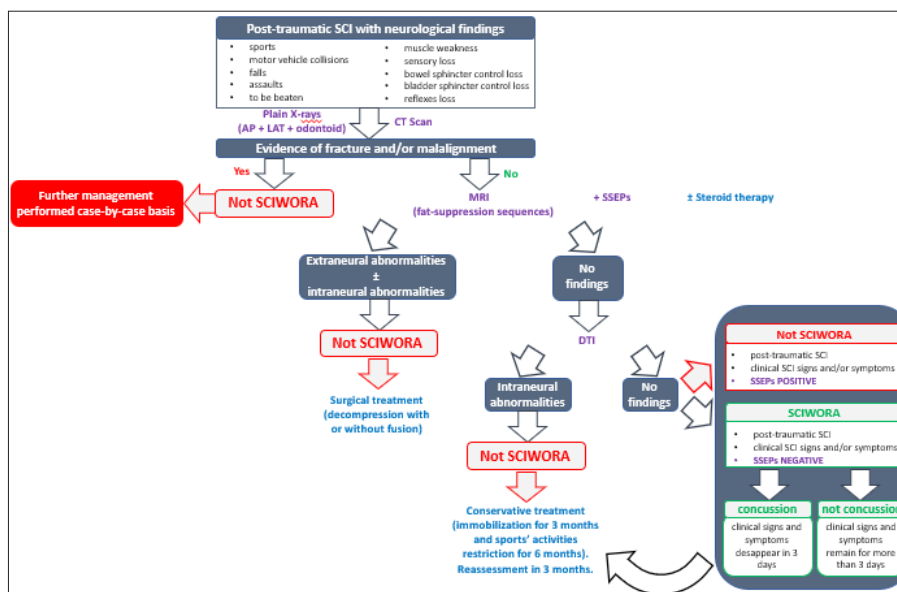 Post-traumatic SCI with neurological findings
• sports
• motor vehicle collisions
• falls
• assaults
• to be beaten
• muscle weakness
• sensory loss
• bowel sphincter control loss
• bladder sphincter control loss
• reflexes loss
Plain X-rays
(AP + LAT + odontoid)
CT Scan
Evidence of fracture and/or malalignment
Yes
No
Further management
performed case-by-case basis
Not SCIWORA
MRI
(fat-suppression sequences)
+ SSEPs
± Steroid therapy
Extraneural abnormalities
±
intraneural abnormalities
No
findings
Not SCIWORA
DTI
Surgical treatment
(decompression with
or without fusion)
Intraneural
abnormalities
No
findings
Not SCIWORA
Conservative treatment
(immobilization for 3 months
and sports' activities
restriction for 6 months).
Reassessment in 3 months.
Not SCIWORA
• post-traumatic SCI
• clinical SCI signs and/or symptoms
• SSEPs POSITIVE
SCIWORA
• post-traumatic SCI
• clinical SCI signs and/or symptoms
• SSEPs NEGATIVE
concussion
clinical signs and
symptoms
desappear in 3
days
not concussion
clinical signs and
symptoms
remain for more
than 3 days